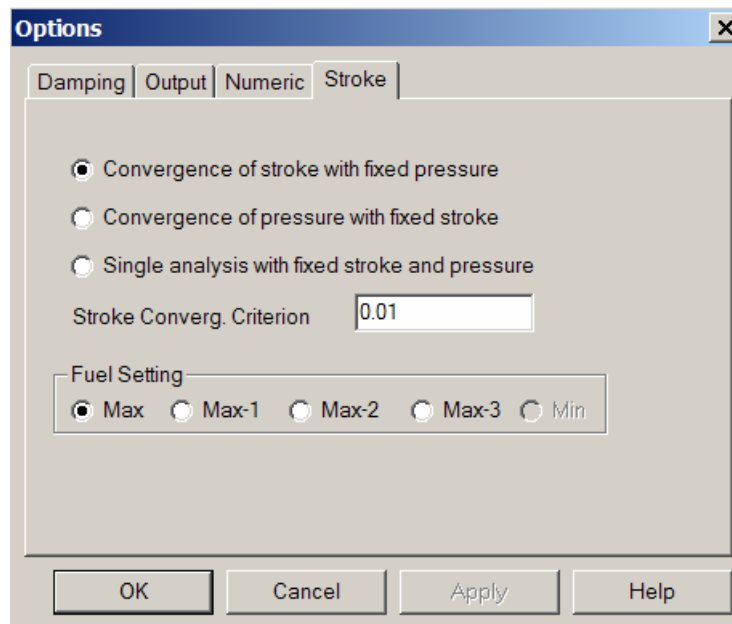 Options
Damping Output Numeric Stroke
Convergence of stroke with fixed pressure
Convergence of pressure with fixed stroke
Single analysis with fixed stroke and pressure
Stroke Converg. Criterion 0.01
Fuel Setting
Max Max-1 Max-2 Max-3 Min
OK Cancel Apply Help